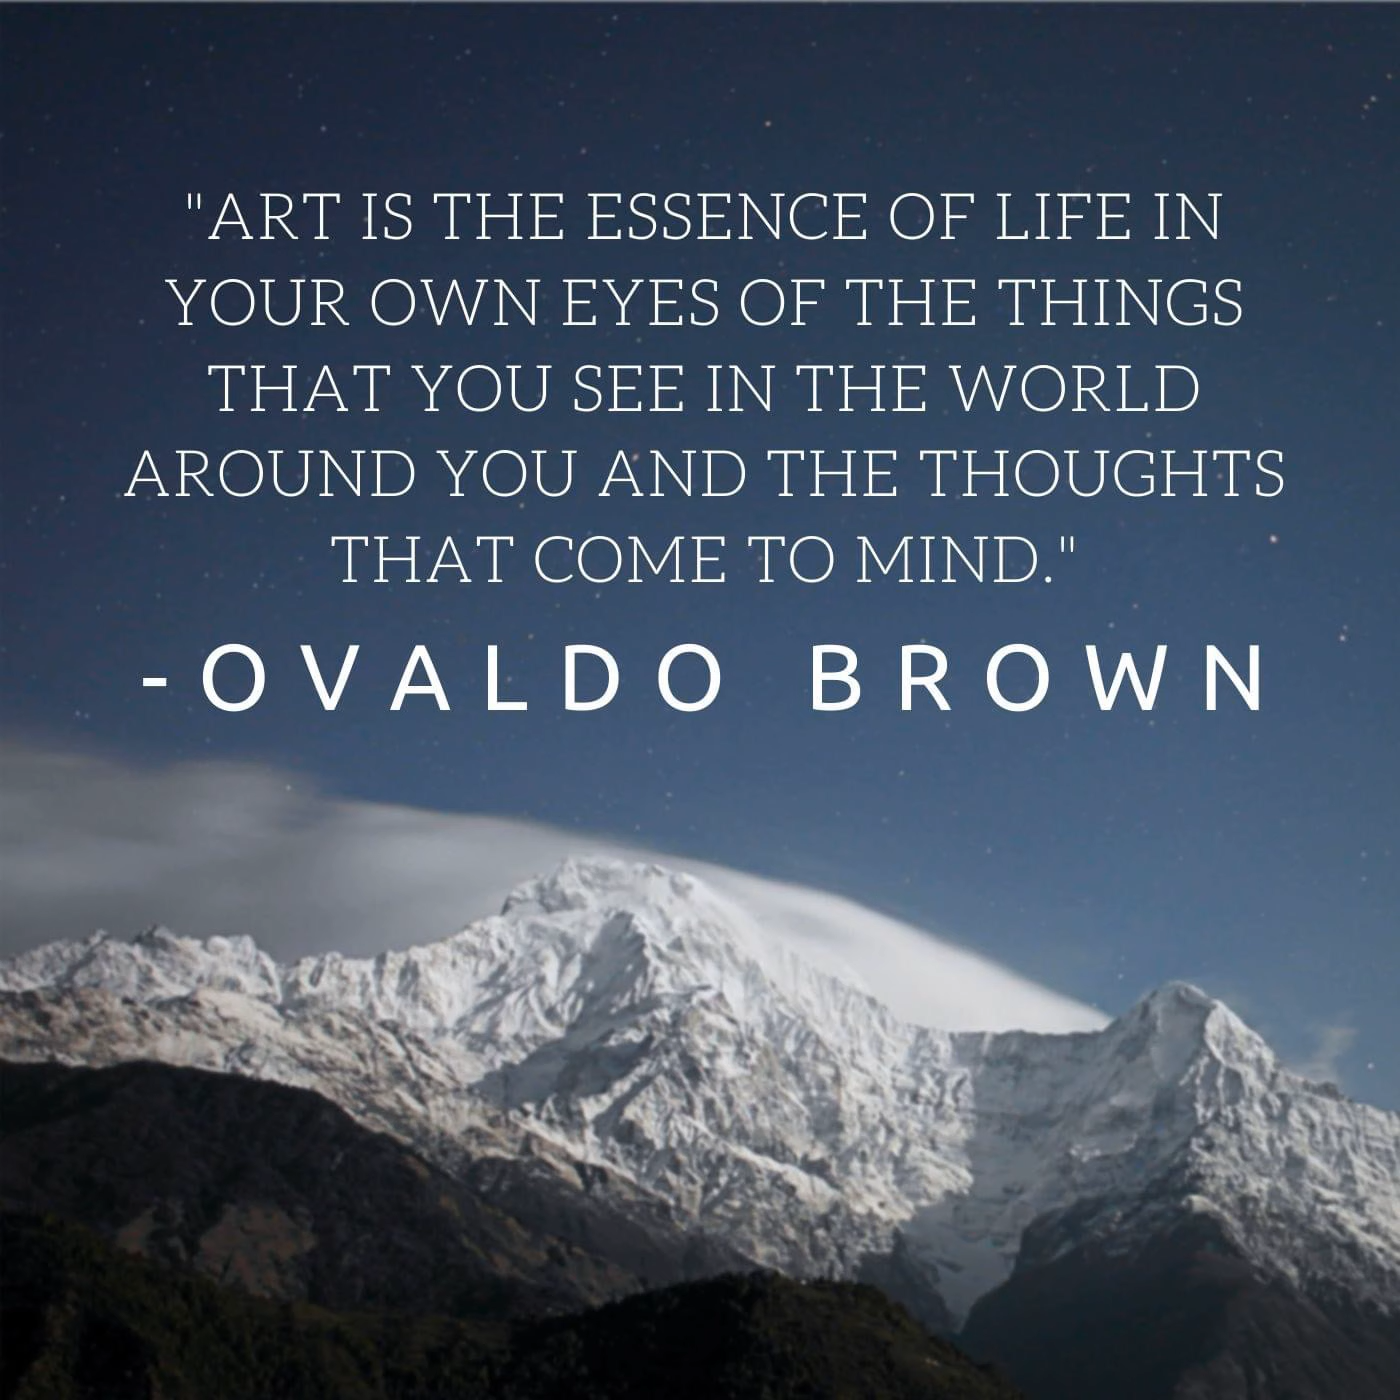 "ART IS THE ESSENCE OF LIFE IN
YOUR OWN EYES OF THE THINGS
THAT YOU SEE IN THE WORLD
AROUND YOU AND THE THOUGHTS
THAT COME TO MIND."
-OVALDO BROWN